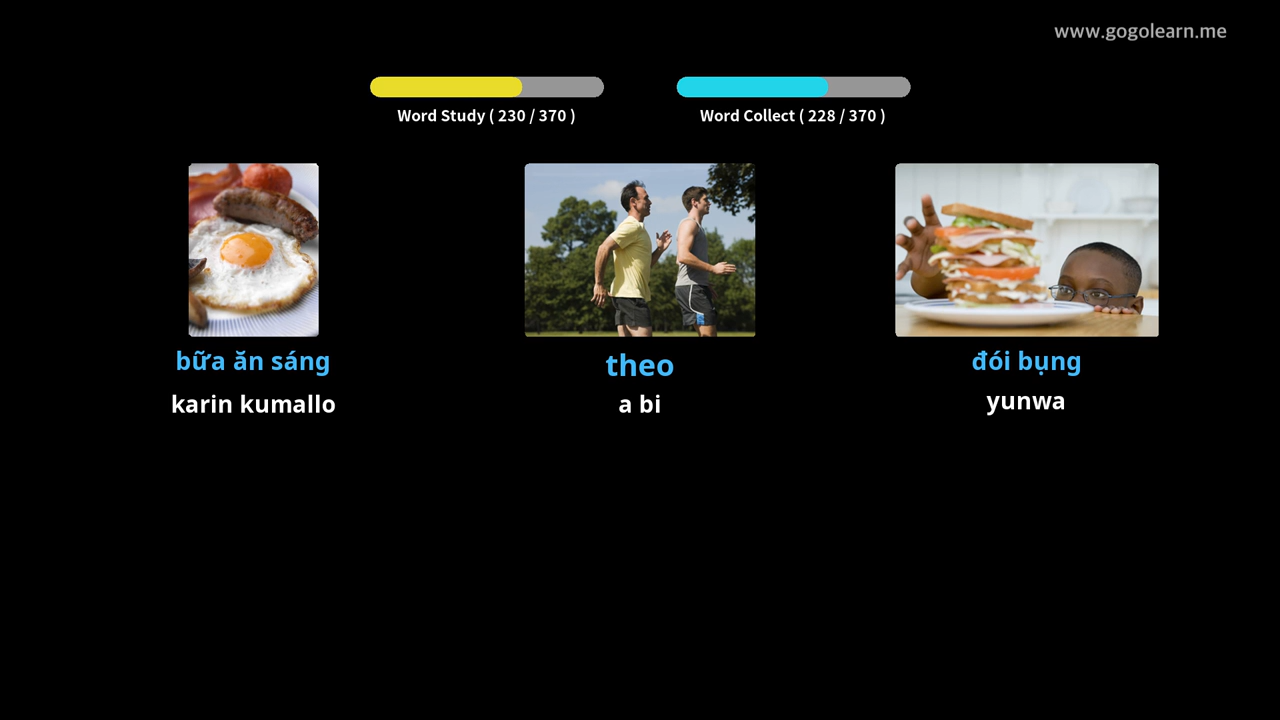 www.gogolearn.me
Word Study ( 230 / 370 )
Word Collect ( 228 / 370 )
bữa ăn sáng
karin kumallo
theo
a bi
đói bụng
yunwa